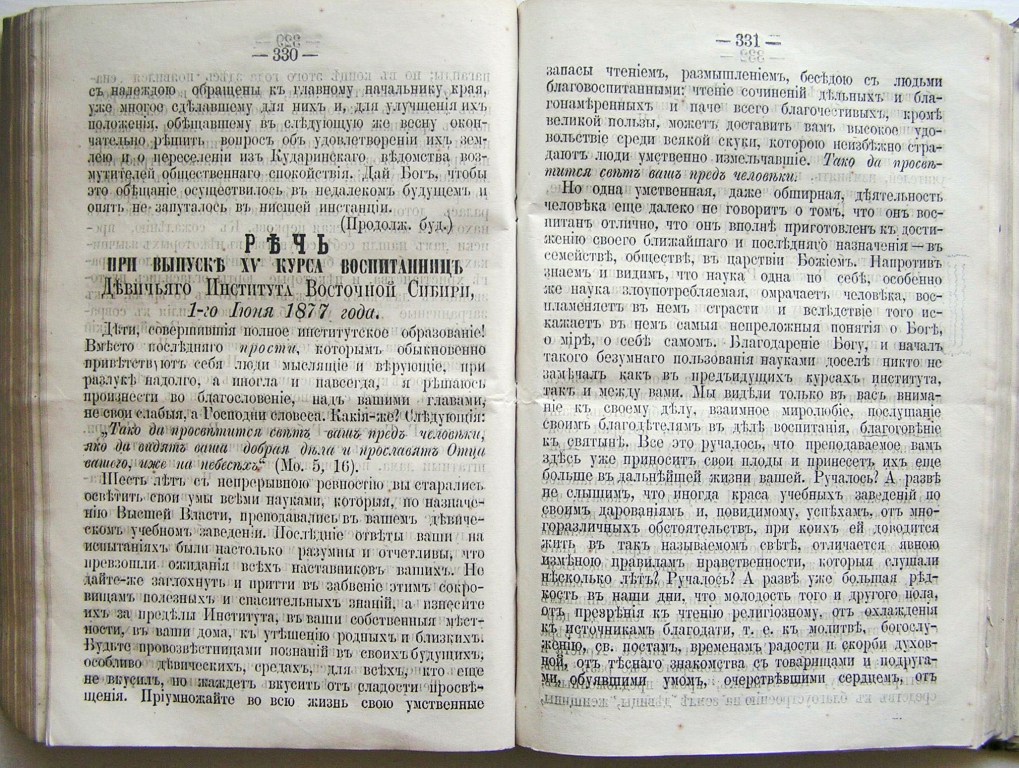 — 330 —
съ надеждою обращены къ главному начальнику края,
уже многое сдѣлавшему для нихъ и, для улучшенія ихъ
положенія, обѣщавшему въ слѣдующую же весну окон-
чательно рѣшить вопросъ объ удовлетвореніи ихъ зем-
лею и о переселеніи изъ Кударинскаго вѣдомства воз-
мутителей общественнаго спокойствія. Дай Богъ, чтобы
это обѣщаніе осуществилось въ недалекомъ будущемъ и
опять не запуталось въ низшей инстанціи.
(Продолж. буд.)
РѢЧЬ
ПРИ ВЫПУСКѢ XV КУРСА ВОСПИТАННИЦЪ
Дѣвичьяго Института Восточной Сибири,
1-го Іюня 1877 года.
Дѣти, совершившія полное институтское образованіе!
Вмѣсто послѣдняго прости, которымъ обыкновенно
привѣтствуютъ себя люди мыслящіе и вѣрующіе, при
разлукѣ надолго, а иногла и навсегда, я рѣшаюсь
произнести во благословеніе, надъ вашими главами,
не свои слабыя, а Господни словеса. Какія-же? Слѣдующія:
„Тако да просвѣтится свѣтъ вашъ предъ человѣки,
яко да видятъ ваша добрая дѣла и прославятъ Отца
вашего, иже на небесѣхъ“ (Мѳ. 5, 16).
Шесть лѣтъ съ непрерывною ревностію вы старались
освѣтить свои умы всѣми науками, которыя, по назначе-
нію Высшей Власти, преподавались въ вашемъ дѣвиче-
скомъ учебномъ заведеніи. Послѣдніе отвѣты ваши на
испытаніяхъ были настолько разумны и отчетливы, что
превзошли ожиданія всѣхъ наставниковъ вашихъ. Не
дайте-же заглохнуть и притти въ забвеніе этимъ сокро-
вищамъ полезныхъ и спасительныхъ знаній, а взнесите
ихъ за предѣлы Института, въ ваши собственныя мѣст-
ности, въ ваши дома, къ утѣшенію родныхъ и близкихъ.
Будьте провозвѣстницами познаній въ своихъ будущихъ,
особливо дѣвическихъ, средахъ, для всѣхъ, кто еще
не вкусилъ, но жаждетъ вкусить отъ сладости просвѣ-
щенія. Пріумножайте во всю жизнь свою умственные
— 331 —
запасы чтеніемъ, размышленіемъ, бесѣдою съ людьми
благовоспитанными: чтеніе сочиненій дѣльныхъ и бла-
гонамѣренныхъ и паче всего благочестивыхъ, кромѣ
великой пользы, можетъ доставить вамъ высокое удо-
вольствіе среди всякой скуки, которою неизбѣжно стра-
даютъ люди умственно измельчавшіе. Тако да просвѣ-
тится свѣтъ вашъ предъ человѣки.
Но одна умственная, даже обширная, дѣятельность
человѣка еще далеко не говоритъ о томъ, что онъ вос-
питанъ отлично, что онъ вполнѣ приготовленъ къ дости-
женію своего ближайшаго и послѣдняго назначенія—въ
семействѣ, обществѣ, въ царствіи Божіемъ. Напротивъ
знаемъ и видимъ, что наука одна по себѣ, особенно
же наука злоупотребляемая, омрачаетъ человѣка, вос-
пламеняетъ въ немъ страсти и вслѣдствіе того ис-
кажаетъ въ немъ самыя непреложныя понятія о Богѣ,
о мірѣ, о себѣ самомъ. Благодареніе Богу, и началъ
такого безумнаго пользованія науками доселѣ никто не
замѣчалъ какъ въ предъидущихъ курсахъ института,
такъ и между вами. Мы видѣли только въ васъ внима-
ніе къ своему дѣлу, взаимное миролюбіе, послушаніе
своимъ благодѣтелямъ въ дѣлѣ воспитанія, благоговѣніе
къ святынѣ. Все это ручалось, что преподаваемое вамъ
здѣсь уже приноситъ свои плоды и принесетъ ихъ еще
больше въ дальнѣйшей жизни вашей. Ручалось? А развѣ
не слышимъ, что иногда краса учебныхъ заведеній по
своимъ дарованіямъ и, повидимому, успѣхамъ, отъ мно-
горазличныхъ обстоятельствъ, при коихъ ей доводится
жить въ такъ называемомъ свѣтѣ, отличается явною
измѣною правиламъ нравственности, которыя слушали
нѣсколько лѣтъ? Ручалось? А развѣ уже большая рѣд-
кость въ наши дни, что молодость того и другого пола,
отъ презрѣнія къ чтенію религіозному, отъ охлажденія
къ источникамъ благодати, т. е. къ молитвѣ, богослу-
женію, св. постамъ, временамъ радости и скорби духов-
ной, отъ тѣснаго знакомства съ товарищами и подруга-
ми, обуявшими умомъ, очерствѣвшими сердцемъ, отъ